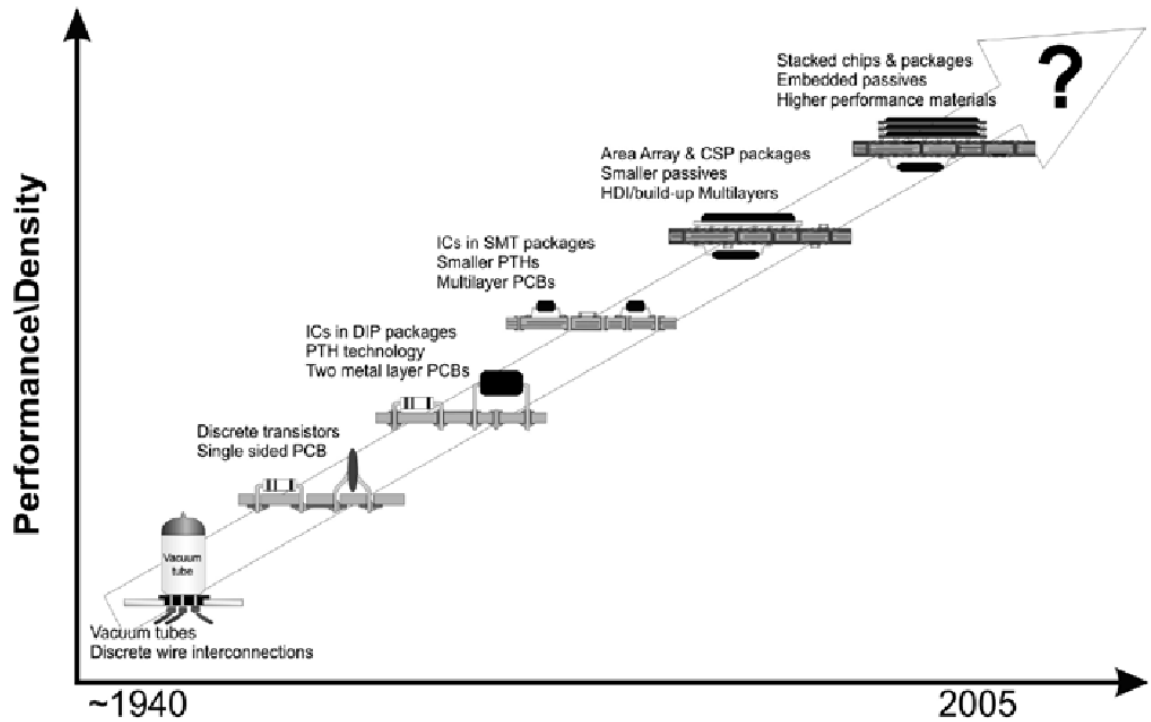 Performance\Density
Stacked chips & packages
Embedded passives
Higher performance materials
?
Area Array & CSP packages
Smaller passives
HDI/build-up Multilayers
ICs in SMT packages
Smaller PTHs
Multilayer PCBs
ICs in DIP packages
PTH technology
Two metal layer PCBs
Discrete transistors
Single sided PCB
Vacuum
tube
Vacuum tubes
Discrete wire interconnections
~1940
2005